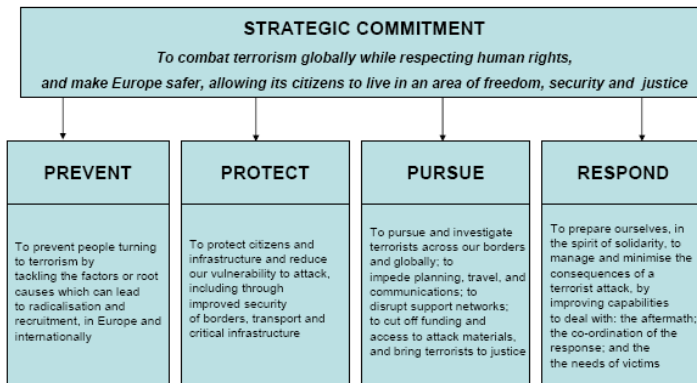 STRATEGIC COMMITMENT
To combat terrorism globally while respecting human rights,
and make Europe safer, allowing its citizens to live in an area of freedom, security and justice
PREVENT
To prevent people turning
to terrorism by
tackling the factors or root
causes which can lead
to radicalisation and
recruitment, in Europe and
internationally
PROTECT
To protect citizens and
infrastructure and reduce
our vulnerability to attack,
including through
improved security
of borders, transport and
critical infrastructure
PURSUE
To pursue and investigate
terrorists across our borders
and globally; to
impede planning, travel, and
communications; to
disrupt support networks;
to cut off funding and
access to attack materials,
and bring terrorists to justice
RESPOND
To prepare ourselves, in
the spirit of solidarity, to
manage and minimise the
consequences of a
terrorist attack, by
improving capabilities
to deal with: the aftermath;
the co-ordination of the
response; and the
the needs of victims